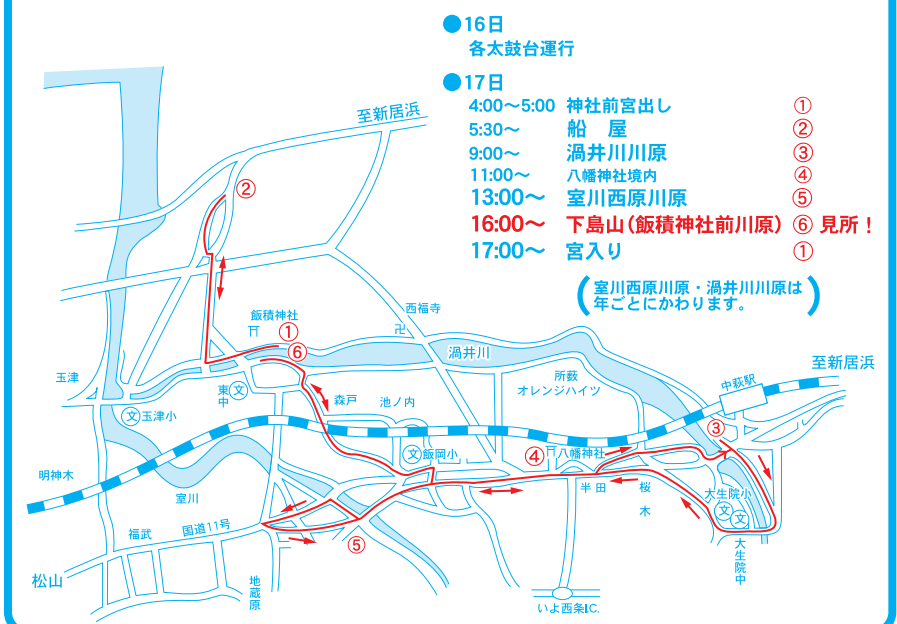 ●16日
各太鼓台運行
●17日
4:00～5:00 神社前宮出し ①
5:30～ 船　屋 ②
9:00～ 渦井川川原 ③
11:00～ 八幡神社境内 ④
13:00～ 室川西原川原 ⑤
16:00～ 下島山（飯積神社前川原） ⑥ 見所！
17:00～ 宮入り ①
（室川西原川原・渦井川川原は
年ごとにかわります。）
至新居浜
②
飯積神社
①
⑥
西福寺
卍
渦井川
至新居浜
玉津
文 玉津小
東中
文
森戸
池ノ内
所藪
オレンジハイツ
中萩駅
③
文 飯岡小
④
八幡神社
明神木
室川
半田
桜木
大生院小
文
文
大生院中
福武
国道11号
⑤
松山
地蔵原
いよ西条I.C.